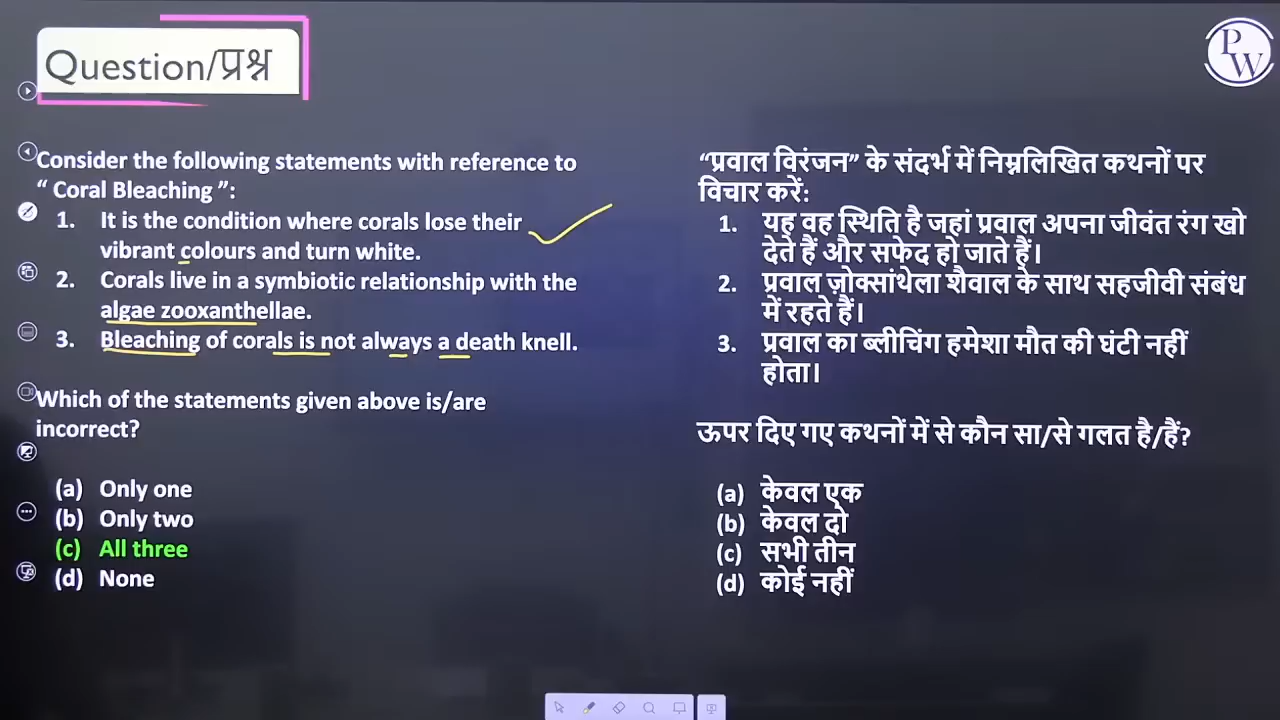 Question/प्रश्न
PW
Consider the following statements with reference to
“ Coral Bleaching ”:
1. It is the condition where corals lose their
vibrant colours and turn white.
2. Corals live in a symbiotic relationship with the
algae zooxanthellae.
3. Bleaching of corals is not always a death knell.
Which of the statements given above is/are
incorrect?
(a) Only one
(b) Only two
(c) All three
(d) None
“प्रवाल विरंजन” के संदर्भ में निम्नलिखित कथनों पर
विचार करें:
1. यह वह स्थिति है जहां प्रवाल अपना जीवंत रंग खो
देते हैं और सफेद हो जाते हैं।
2. प्रवाल ज़ोक्सांथेला शैवाल के साथ सहजीवी संबंध
में रहते हैं।
3. प्रवाल का ब्लीचिंग हमेशा मौत की घंटी नहीं
होता।
ऊपर दिए गए कथनों में से कौन सा/से गलत है/हैं?
(a) केवल एक
(b) केवल दो
(c) सभी तीन
(d) कोई नहीं